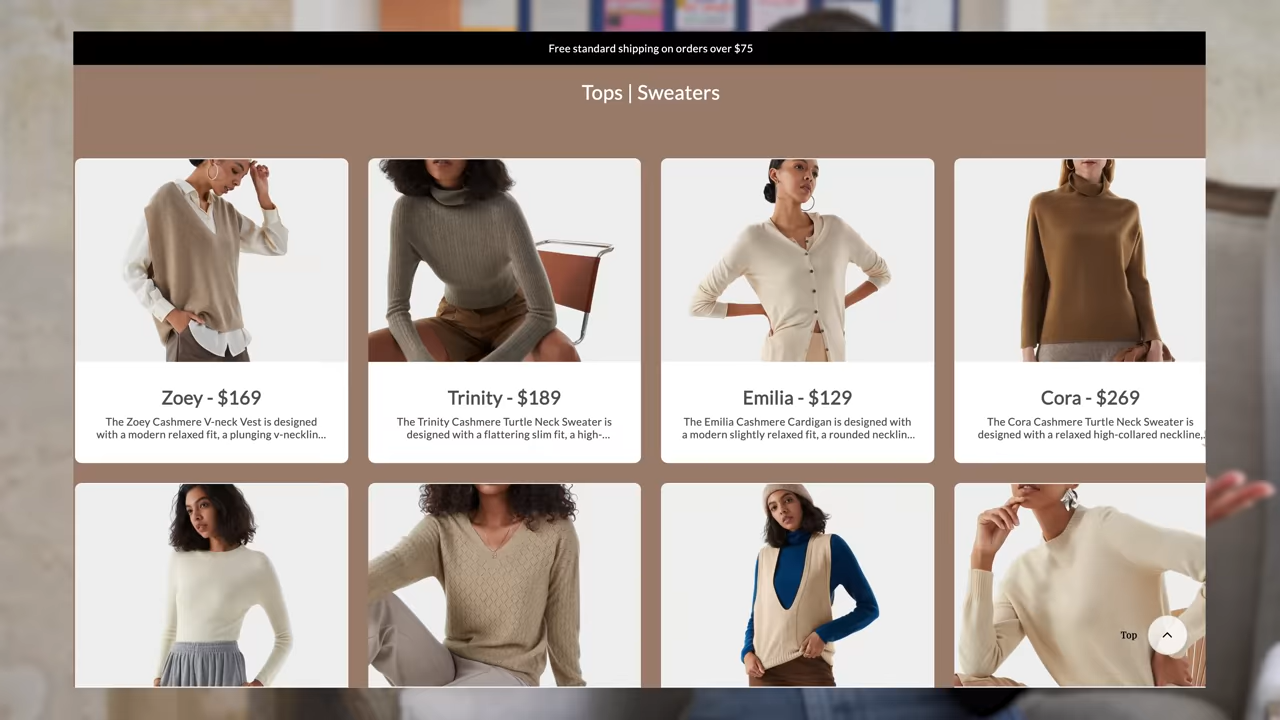 Free standard shipping on orders over $75
Tops | Sweaters
Zoey - $169
The Zoey Cashmere V-neck Vest is designed
with a modern relaxed fit, a plunging v-necklin...
Trinity - $189
The Trinity Cashmere Turtle Neck Sweater is
designed with a flattering slim fit, a high-...
Emilia - $129
The Emilia Cashmere Cardigan is designed with
a modern slightly relaxed fit, a rounded necklin...
Cora - $269
The Cora Cashmere Turtle Neck Sweater is
designed with a relaxed high-collared neckline,
Top